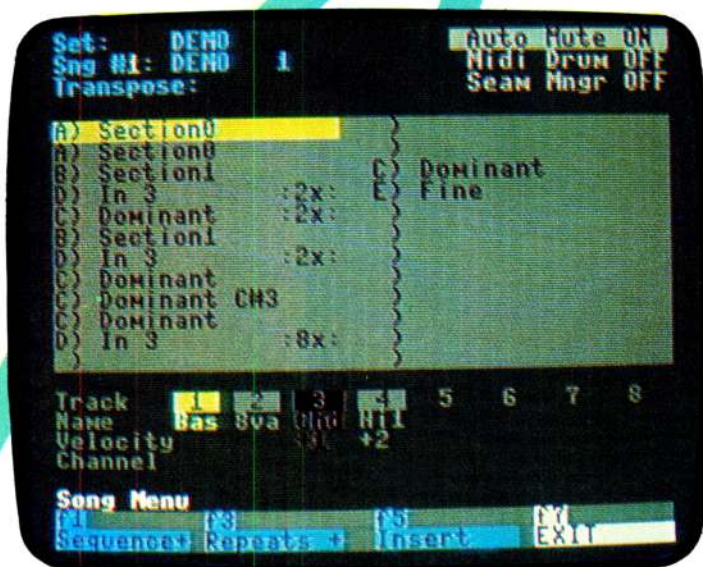 Set: DEMO
Sng #1: DEMO 1
Transpose:
Auto Mute ON
Midi Drum OFF
Seam Mngr OFF
A) Section0
A) Section0
B) Section1
D) In 3 :2x:
C) Dominant :2x:
B) Section1
D) In 3 :2x:
C) Dominant
C) Dominant CH3
C) Dominant
D) In 3 :8x:
)
)
)
C) Dominant
E) Fine
)
)
)
)
)
)
)
)
Track 1 2 3 4 5 6 7 8
Name Bas 8va Mid
Velocity +2
Channel
Song Menu
f1 f3 f5 f7
Sequence+ Repeats + Insert EXIT